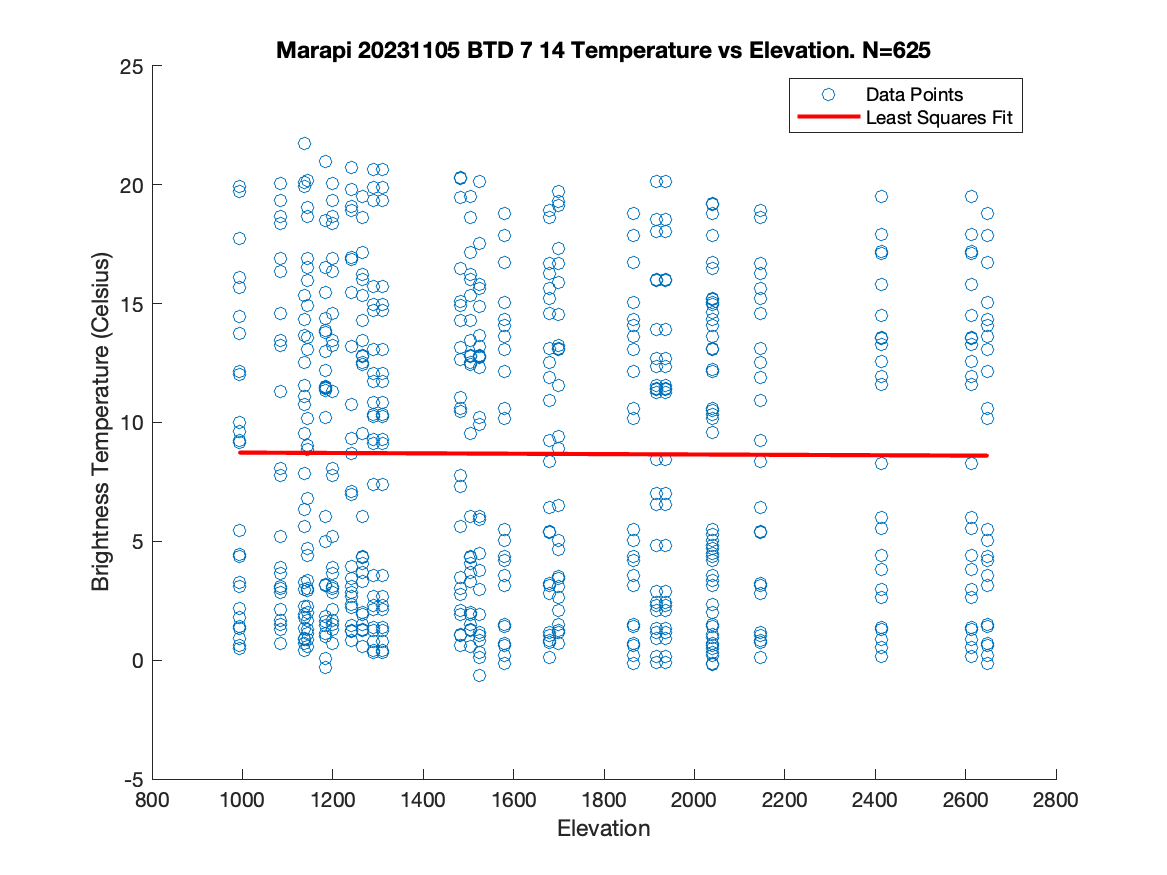 Marapi 20231105 BTD 7 14 Temperature vs Elevation. N=625
Data Points
Least Squares Fit
Brightness Temperature (Celsius)
25
20
15
10
5
0
-5
800 1000 1200 1400 1600 1800 2000 2200 2400 2600 2800
Elevation